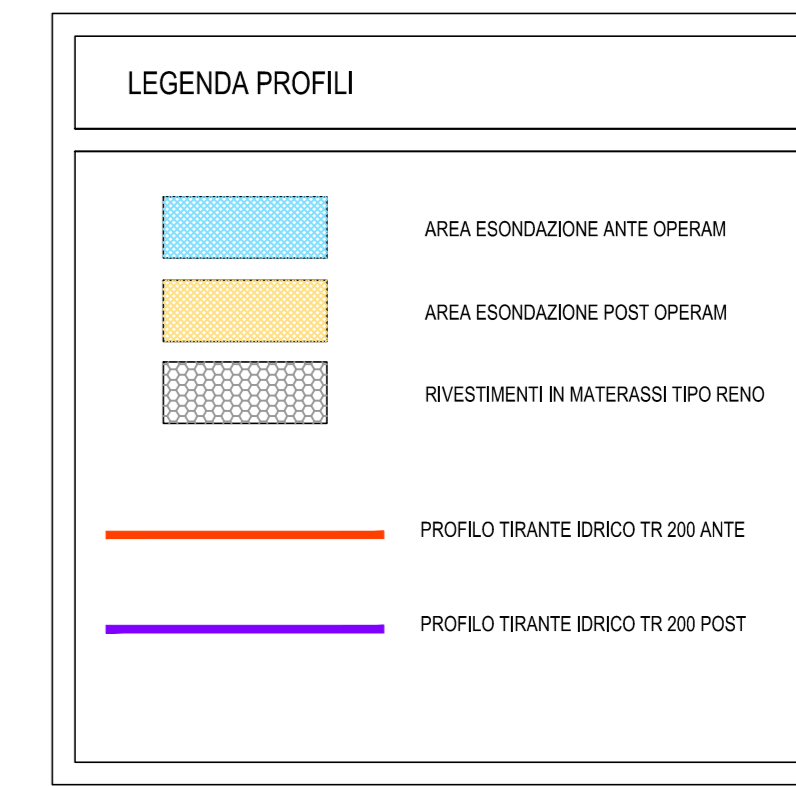 LEGENDA PROFILI
AREA ESONDAZIONE ANTE OPERAM
AREA ESONDAZIONE POST OPERAM
RIVESTIMENTI IN MATERASSI TIPO RENO
PROFILO TIRANTE IDRICO TR 200 ANTE
PROFILO TIRANTE IDRICO TR 200 POST